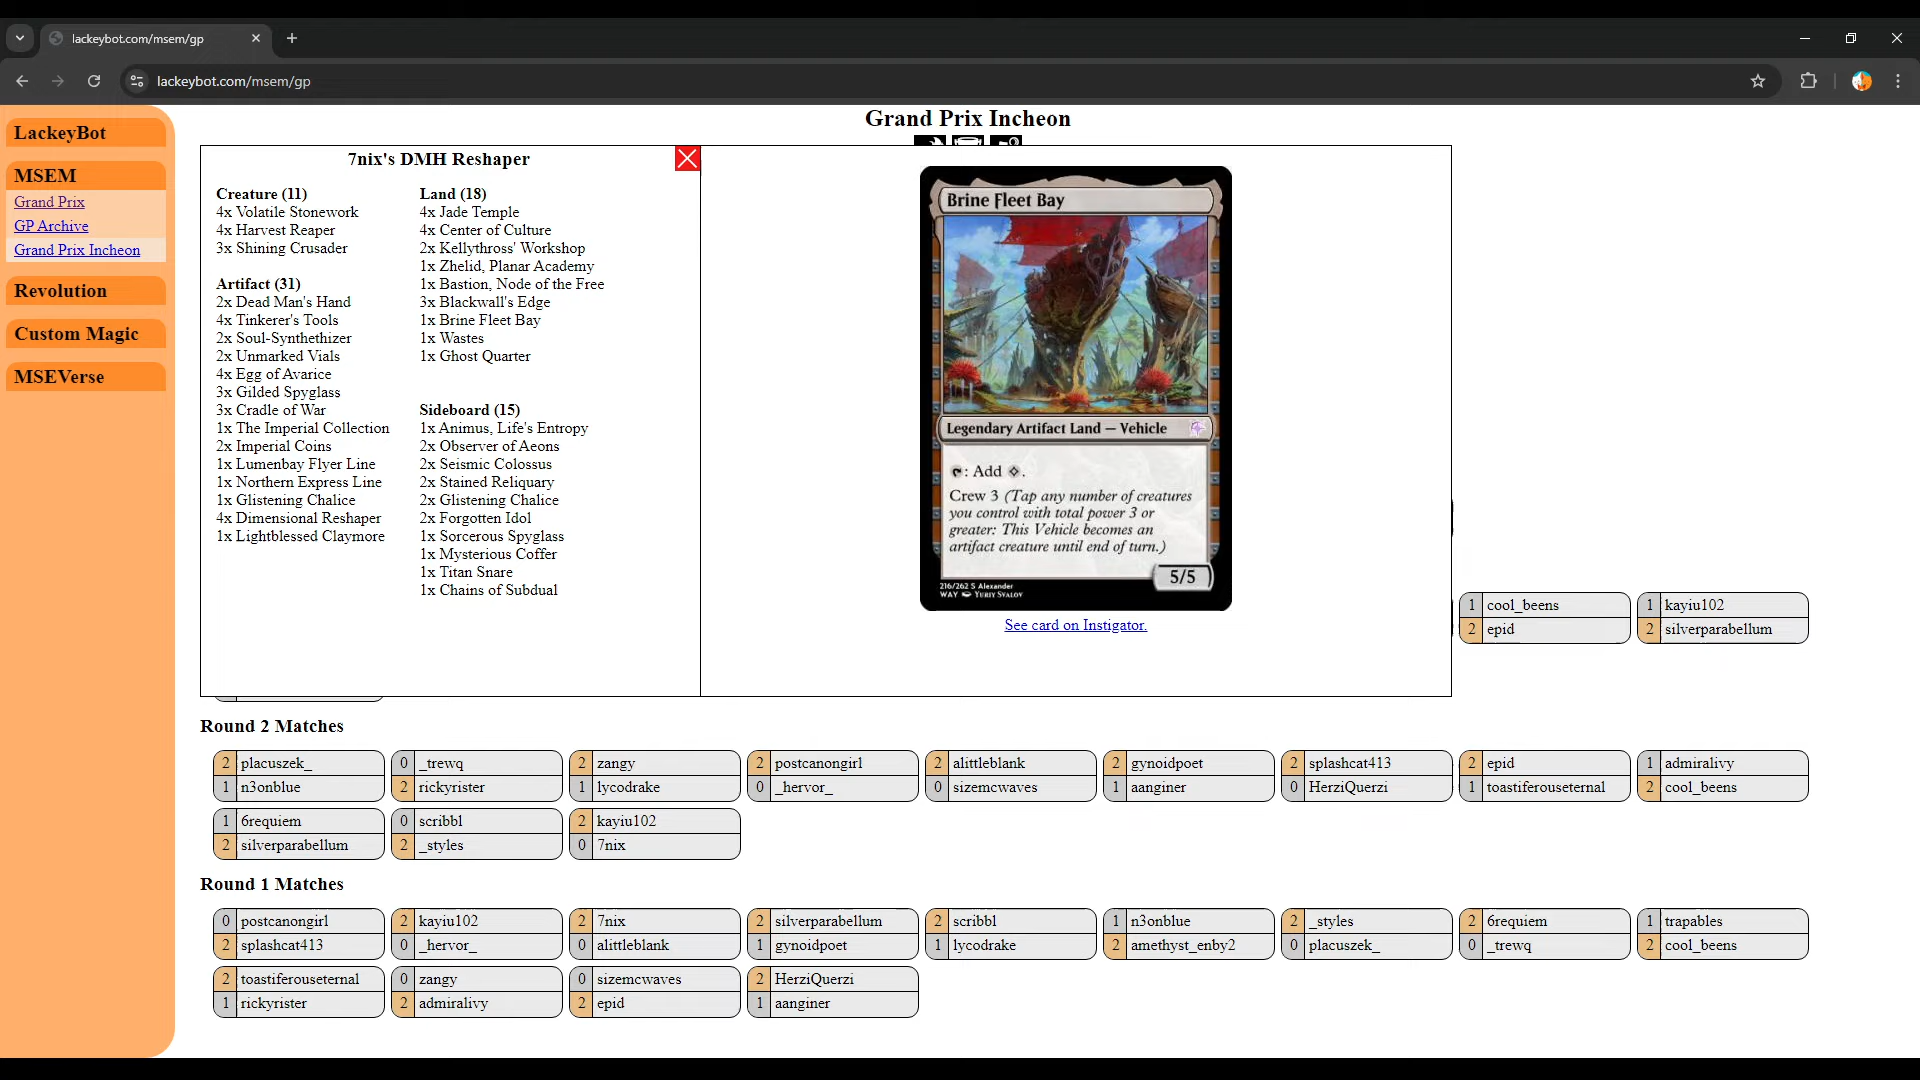 lackeybot.com/msem/gp
lackeybot.com/msem/gp
LackeyBot
MSEM
Grand Prix
GP Archive
Grand Prix Incheon
Revolution
Custom Magic
MSEVerse
Grand Prix Incheon
7nix's DMH Reshaper
Creature (11)
4x Volatile Stonework
4x Harvest Reaper
3x Shining Crusader
Artifact (31)
2x Dead Man's Hand
4x Tinkerer's Tools
2x Soul-Synthethizer
2x Unmarked Vials
4x Egg of Avarice
3x Gilded Spyglass
3x Cradle of War
1x The Imperial Collection
2x Imperial Coins
1x Lumenbay Flyer Line
1x Northern Express Line
1x Glistening Chalice
4x Dimensional Reshaper
1x Lightblessed Claymore
Land (18)
4x Jade Temple
4x Center of Culture
2x Kellythross' Workshop
1x Zhelid, Planar Academy
1x Bastion, Node of the Free
3x Blackwall's Edge
1x Brine Fleet Bay
1x Wastes
1x Ghost Quarter
Sideboard (15)
1x Animus, Life's Entropy
2x Observer of Aeons
2x Seismic Colossus
2x Stained Reliquary
2x Glistening Chalice
2x Forgotten Idol
1x Sorcerous Spyglass
1x Mysterious Coffer
1x Titan Snare
1x Chains of Subdual
Brine Fleet Bay
Legendary Artifact Land — Vehicle
: Add .
Crew 3 (Tap any number of creatures
you control with total power 3 or
greater: This Vehicle becomes an
artifact creature until end of turn.)
5/5
216/262 S Alexander
WAY Yuriy Svalov
See card on Instigator.
1 cool_beens
2 epid
1 kayiu102
2 silverparabellum
Round 2 Matches
2 placuszek_
1 n3onblue
0 _trewq
2 rickyrister
2 zangy
1 lycodrake
2 postcanongirl
0 _hervor_
2 alittleblank
0 sizemcwaves
2 gynoidpoet
1 aanginer
2 splashcat413
0 HerziQuerzi
2 epid
1 toastiferouseternal
1 admiralivy
2 cool_beens
1 6requiem
2 silverparabellum
0 scribbl
2 _styles
2 kayiu102
0 7nix
Round 1 Matches
0 postcanongirl
2 splashcat413
2 kayiu102
0 _hervor_
2 7nix
0 alittleblank
2 silverparabellum
1 gynoidpoet
2 scribbl
1 lycodrake
1 n3onblue
2 amethyst_enby2
2 _styles
0 placuszek_
2 6requiem
0 _trewq
1 trapables
2 cool_beens
2 toastiferouseternal
1 rickyrister
0 zangy
2 admiralivy
0 sizemcwaves
2 epid
2 HerziQuerzi
1 aanginer